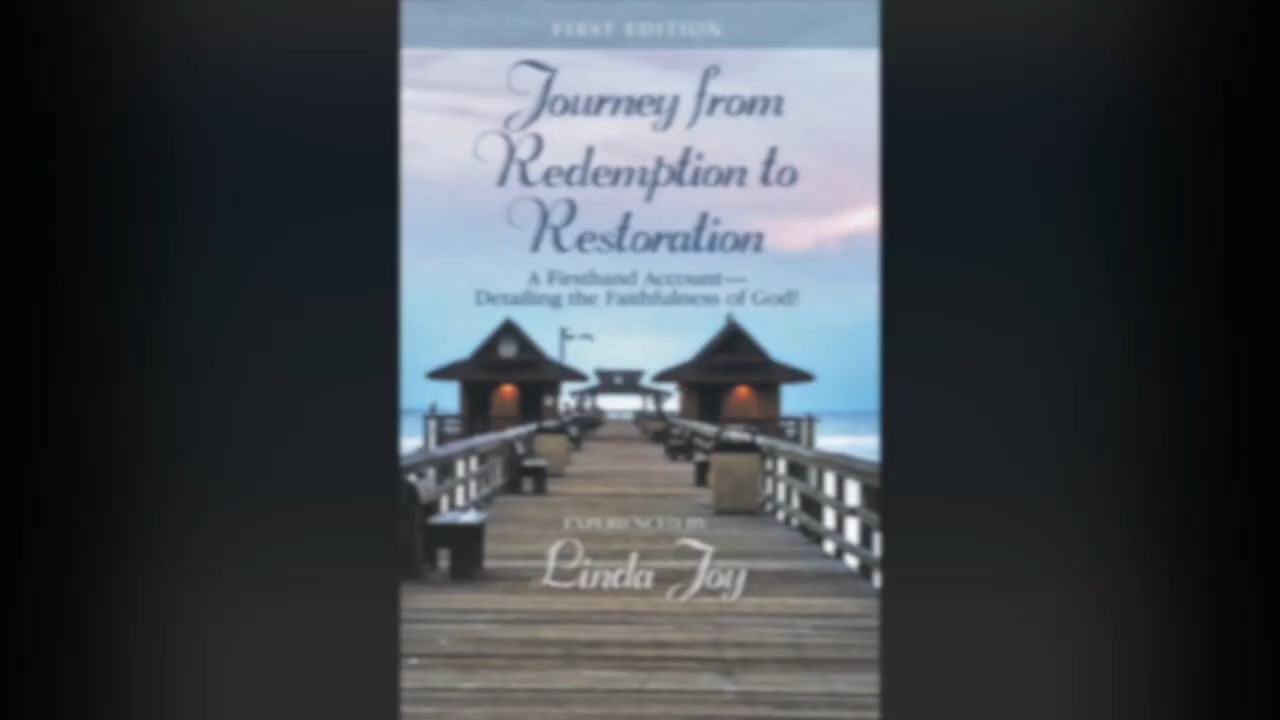 FIRST EDITION
Journey from
Redemption to
Restoration
A Firsthand Account—
Detailing the Faithfulness of God!
EXPERIENCED BY
Linda Joy